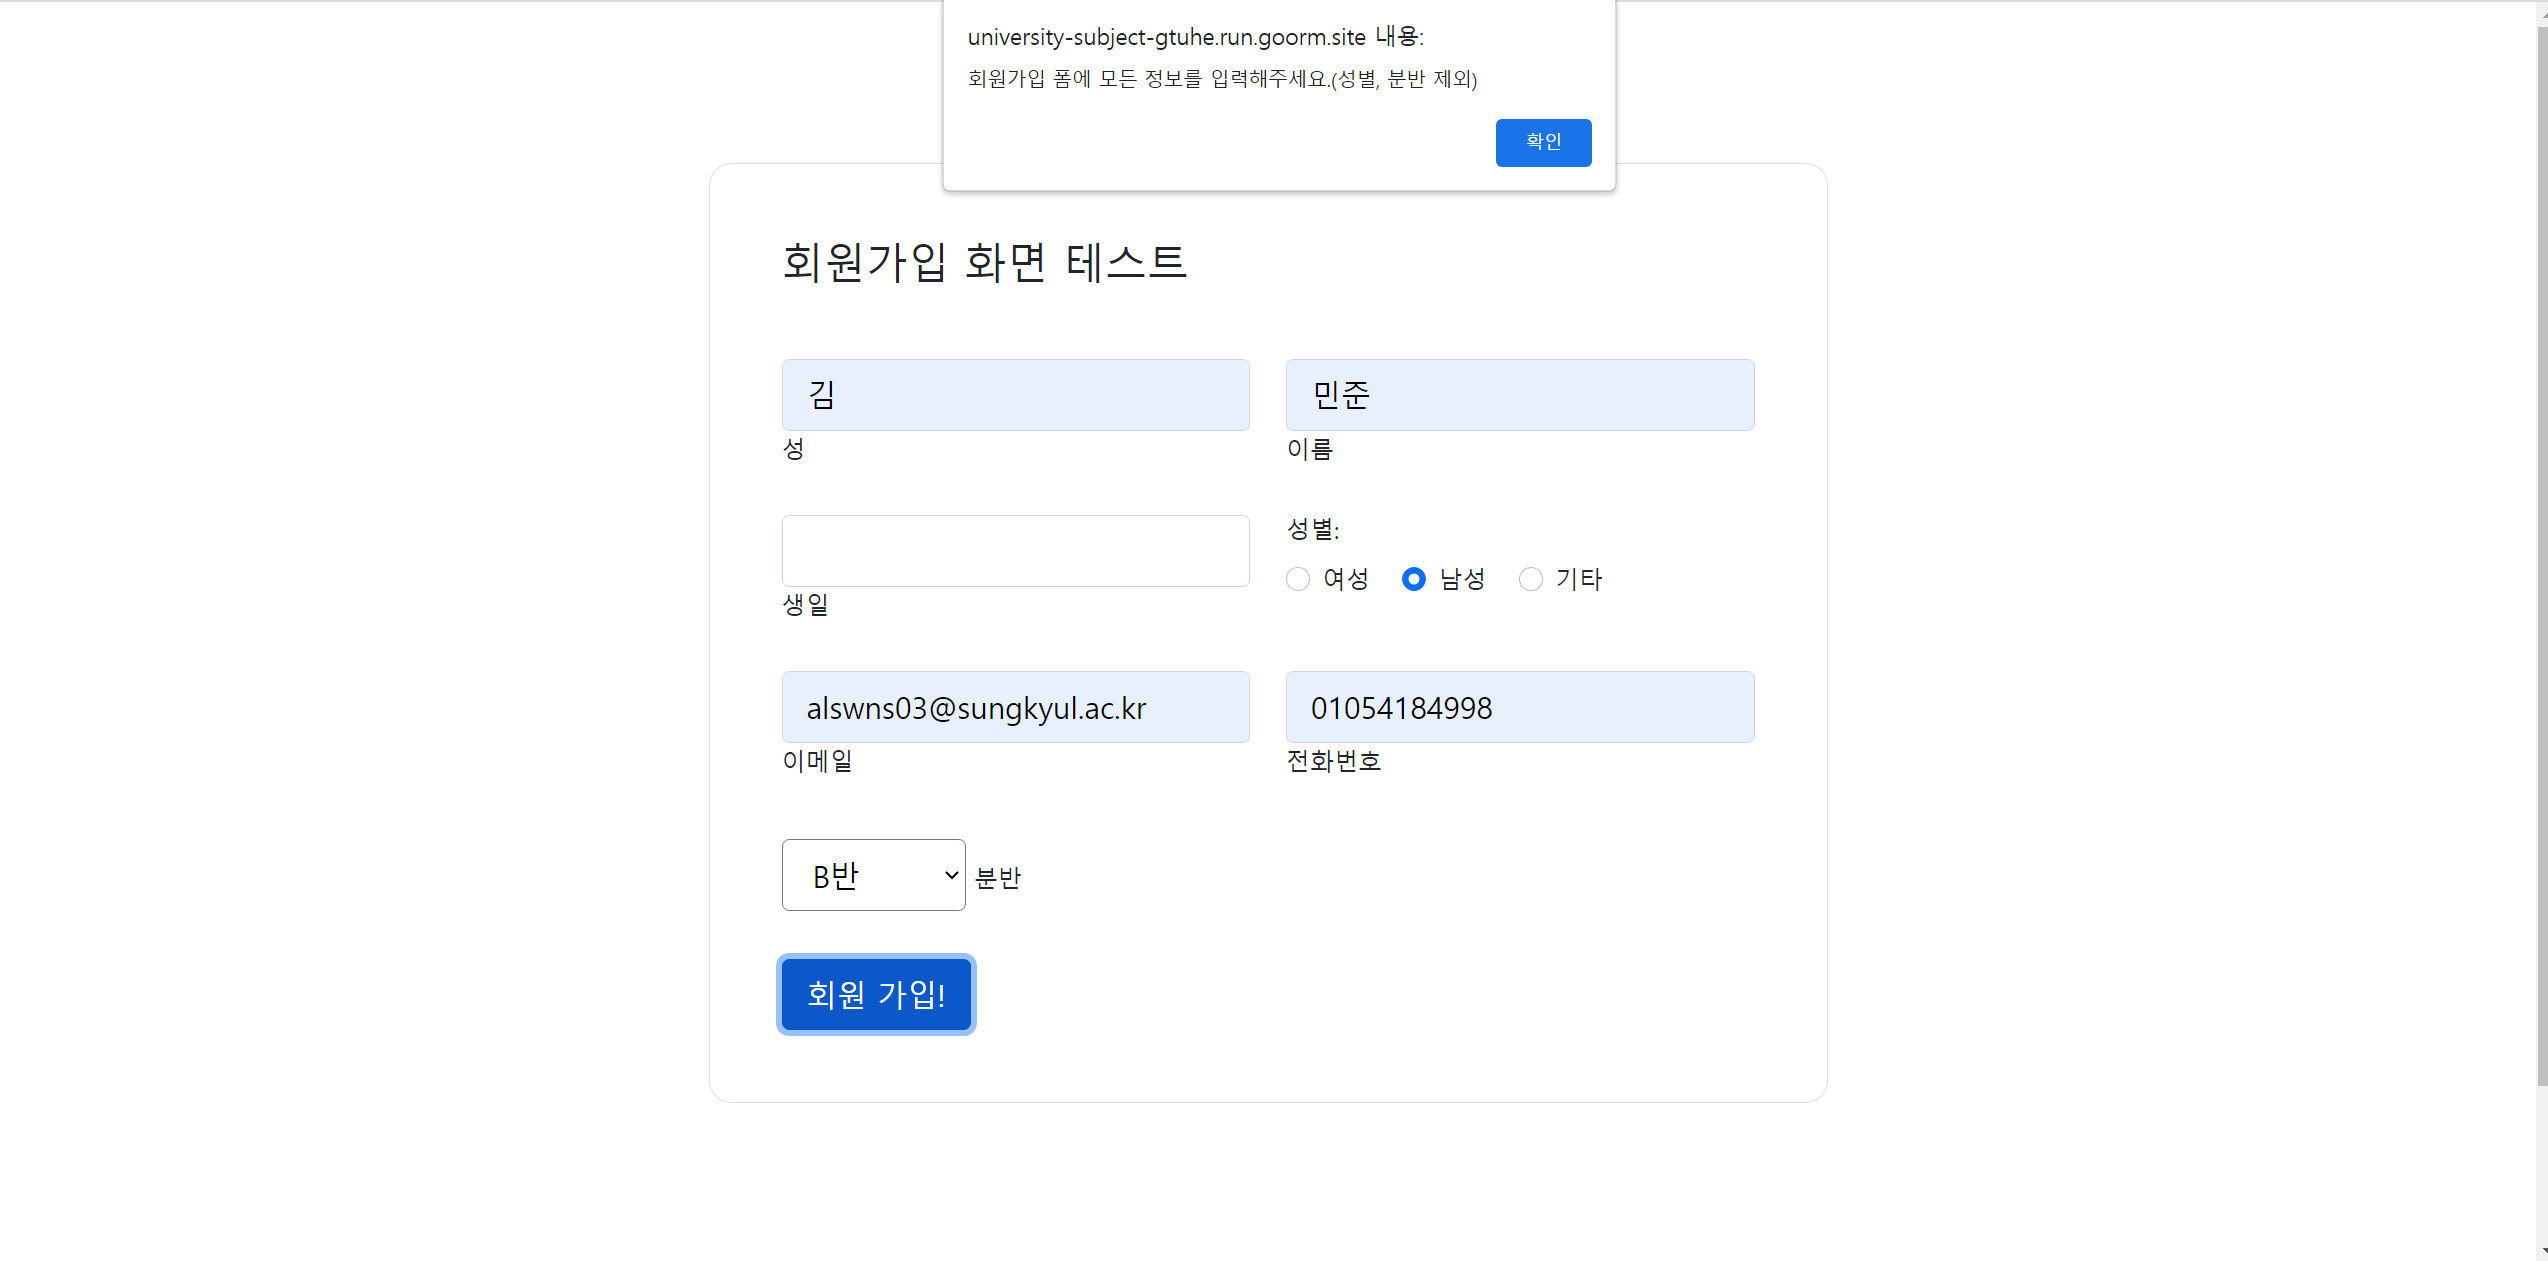 university-subject-gtuhe.run.goorm.site 내용:
회원가입 폼에 모든 정보를 입력해주세요.(성별, 분반 제외)
확인
회원가입 화면 테스트
김 민준
성 이름
성별:
여성 남성 기타
생일
alswns03@sungkyul.ac.kr 01054184998
이메일 전화번호
B반 분반
회원 가입!